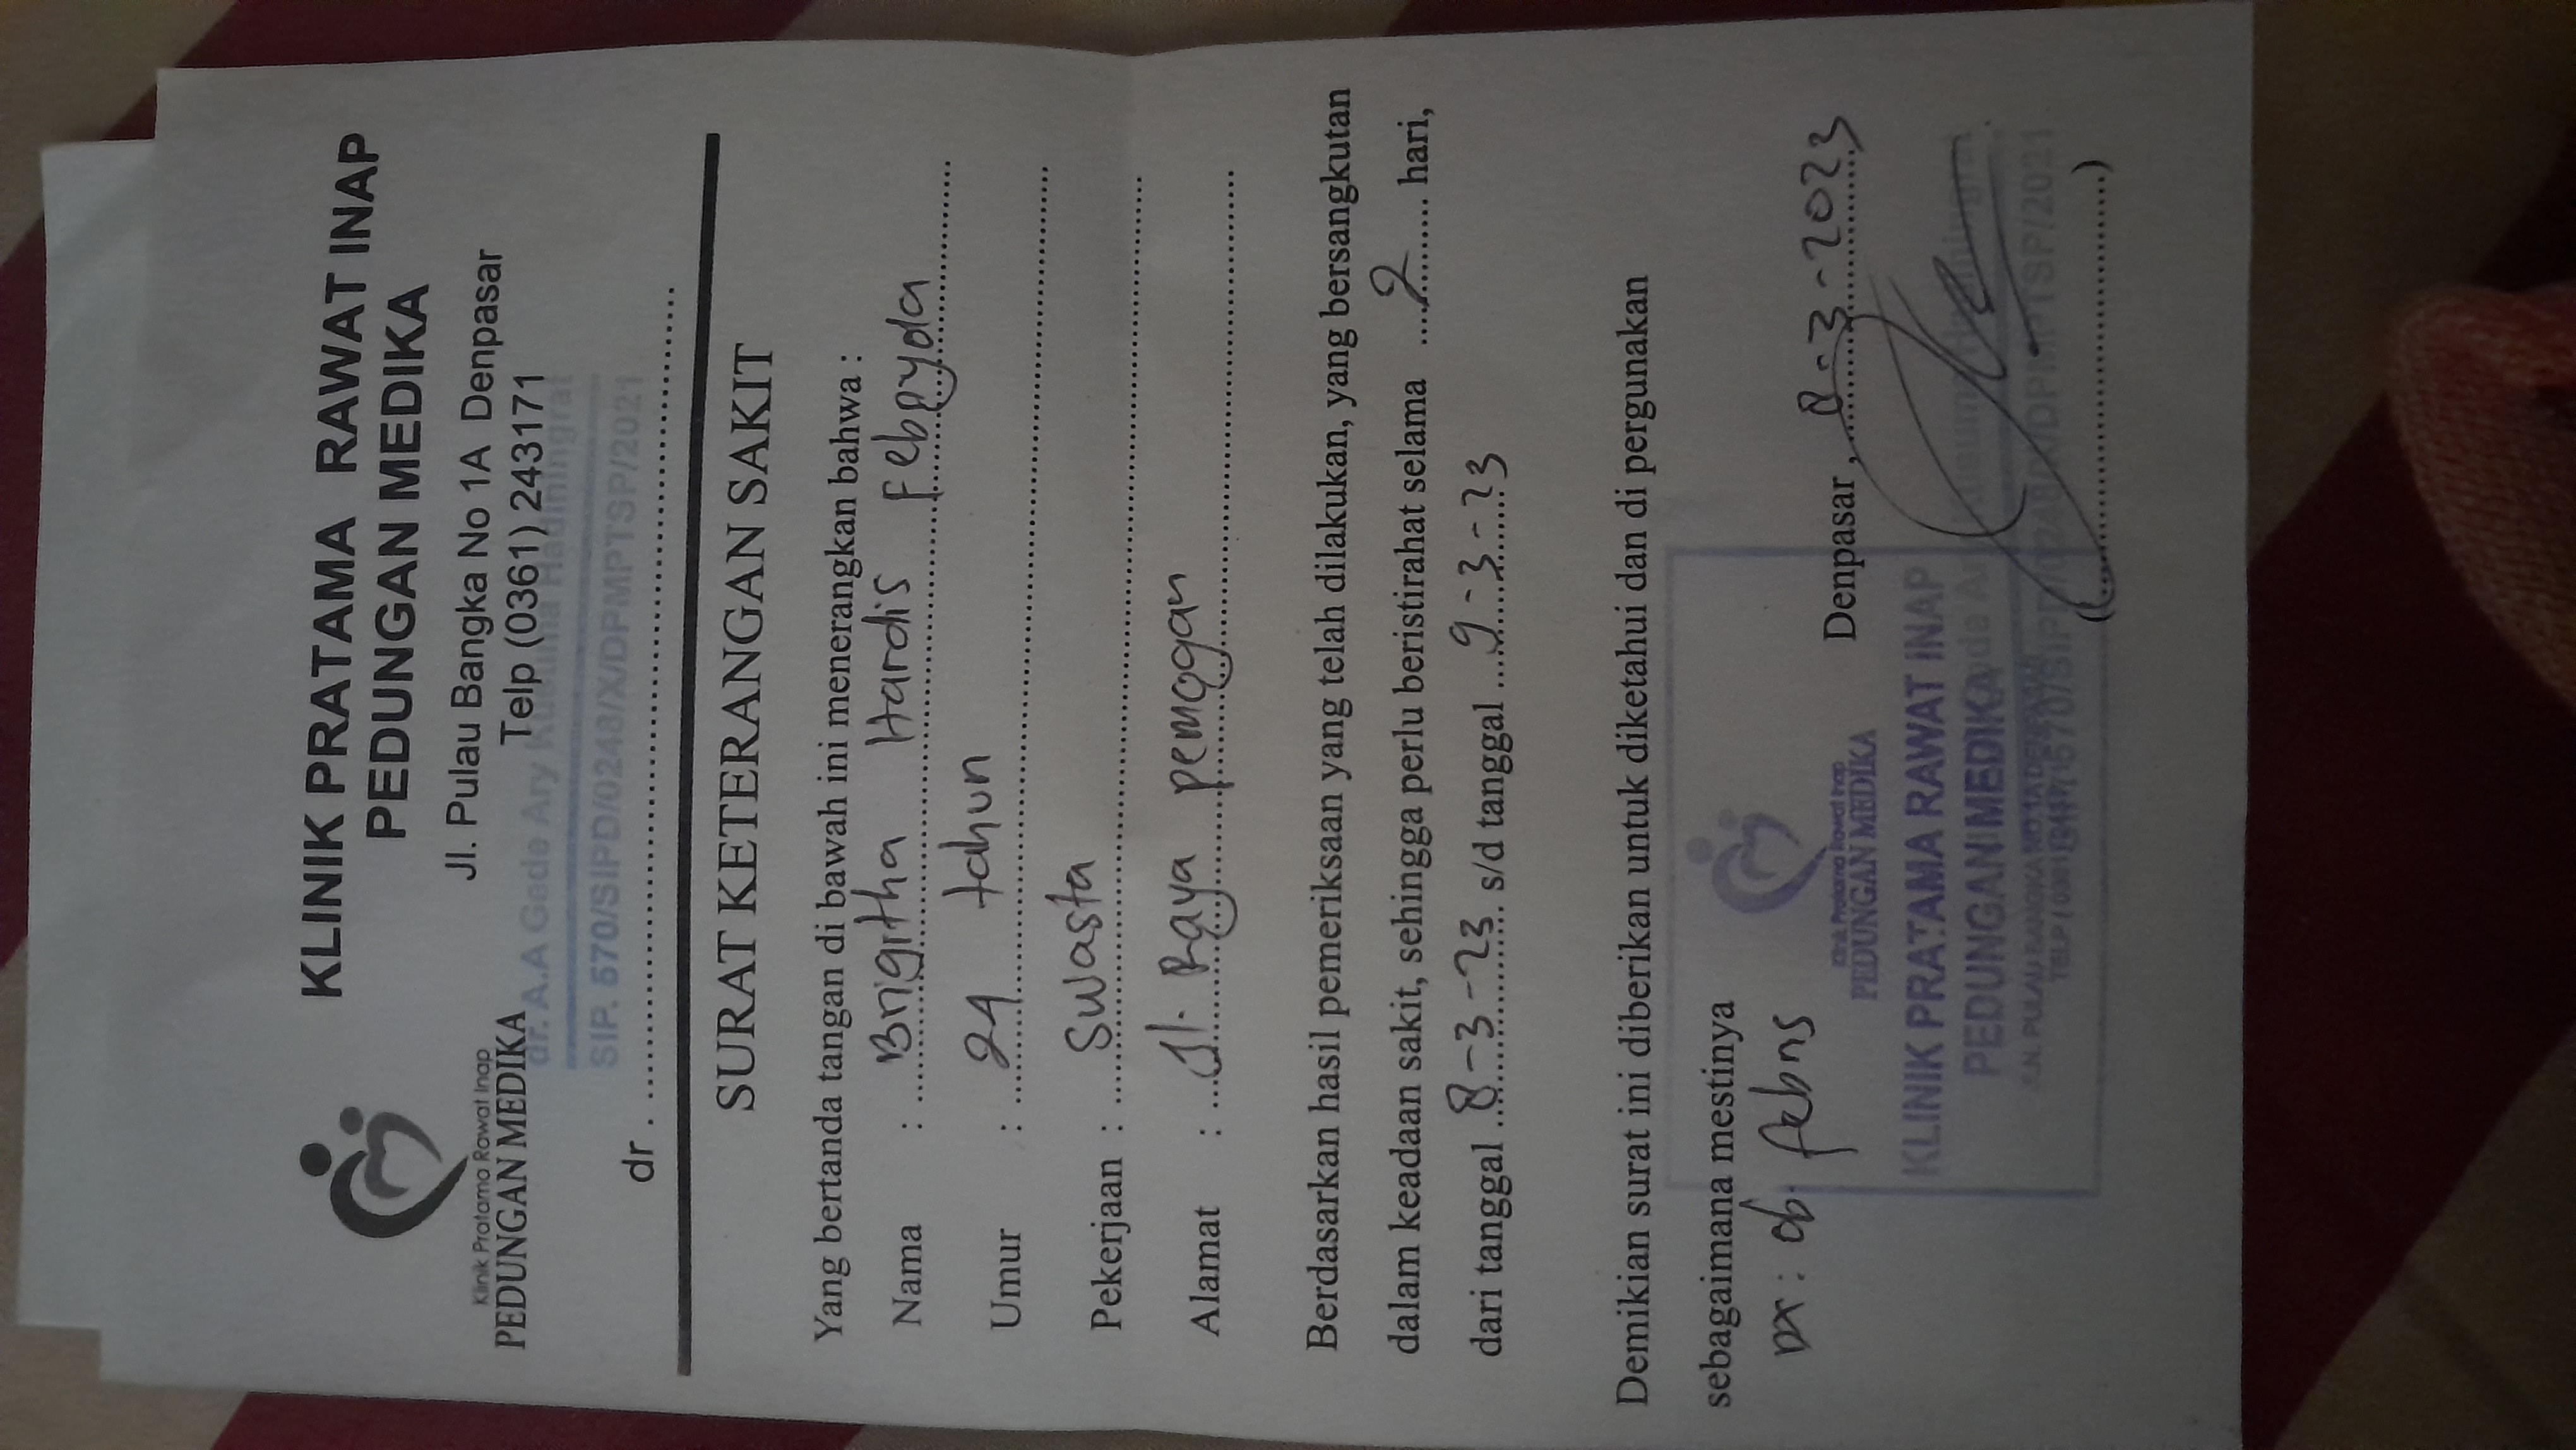 KLINIK PRATAMA RAWAT INAP
PEDUNGAN MEDIKA
Jl. Pulau Bangka No 1A Denpasar
Telp (0361) 243171
Klinik Pratama Rawat Inap
PEDUNGAN MEDIKA
dr. A.A Gede Ary Kusuma Hadiningrat
SIP. 570/SIPD/0248/X/DPMPTSP/2021
dr . ....................
SURAT KETERANGAN SAKIT
Yang bertanda tangan di bawah ini menerangkan bahwa :
Nama : Brigitha Hardis
Umur : 24 tahun
Pekerjaan : Swasta
Alamat : Jl. Raya pemogan
Berdasarkan hasil pemeriksaan yang telah dilakukan, yang bersangkutan
dalam keadaan sakit, sehingga perlu beristirahat selama 2 hari,
dari tanggal 8-3-23 s/d tanggal 9-3-23
Demikian surat ini diberikan untuk diketahui dan di pergunakan
sebagaimana mestinya
Dx: ob. febris
Denpasar , 8-3-2023
Klinik Pratama Rawat Inap
PEDUNGAN MEDIKA
KLINIK PRATAMA RAWAT INAP
PEDUNGAN MEDIKA
Gede Ary Kusuma Hadiningrat
JLN. PULAU BANGKA NO.1A DENPASAR
570/SIPD/0248/X/DPMPTSP/2021
(....................)